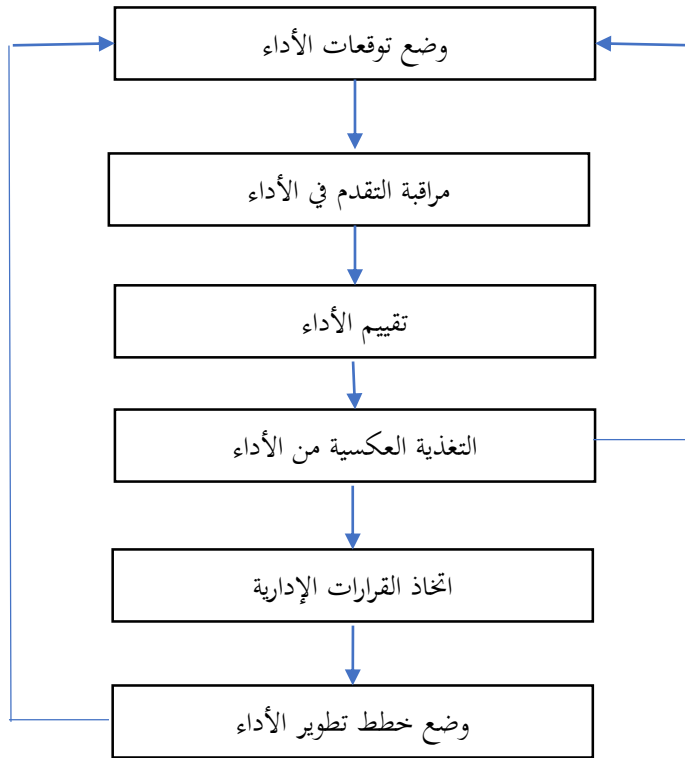 وضع توقعات الأداء
مراقبة التقدم في الأداء
تقييم الأداء
التغذية العكسية من الأداء
اتخاذ القرارات الإدارية
وضع خطط تطوير الأداء